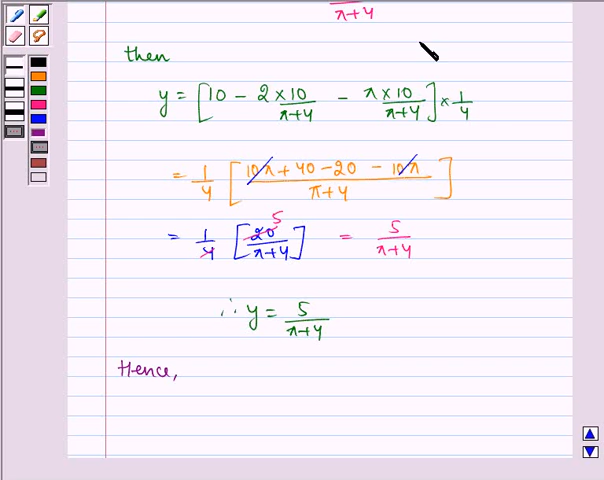 π+4
then
y = [10 - 2×10/π+4 - π×10/π+4] × 1/4
= 1/4 [10π+40-20-10π/π+4]
= 1/4 [20/π+4] 5 = 5/π+4
∴ y = 5/π+4
Hence,